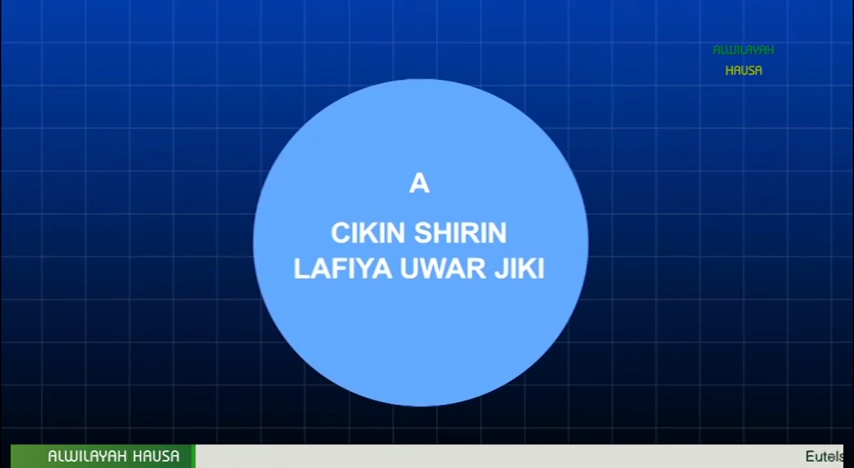 ALWILAYAH
HAUSA
A
CIKIN SHIRIN
LAFIYA UWAR JIKI
ALWILAYAH HAUSA
Eutels